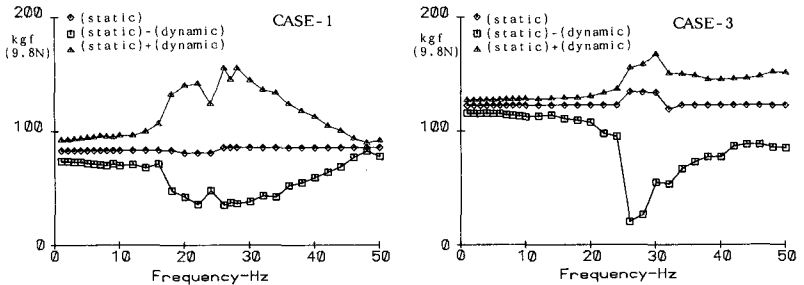 200
kgf
(9.8N)
(static)
(static)-(dynamic)
(static)+(dynamic)
CASE-1
100
0
0 10 20 30 40 50
Frequency-Hz
200
kgf
(9.8N)
(static)
(static)-(dynamic)
(static)+(dynamic)
CASE-3
100
0
0 10 20 30 40 50
Frequency-Hz